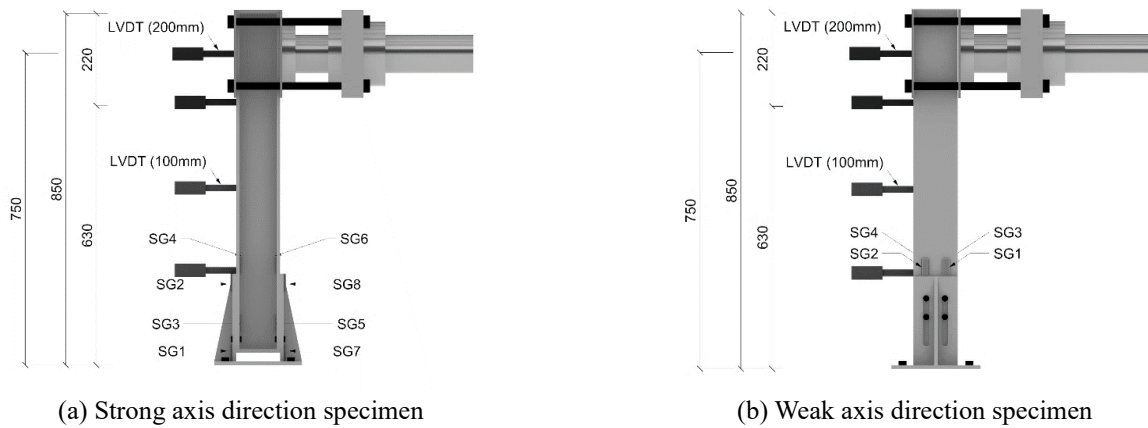 LVDT (200mm)
220
LVDT (100mm)
850
750
630
SG4
SG6
SG2
SG8
SG3
SG5
SG1
SG7
(a) Strong axis direction specimen
LVDT (200mm)
220
LVDT (100mm)
850
750
630
SG4
SG3
SG2
SG1
(b) Weak axis direction specimen